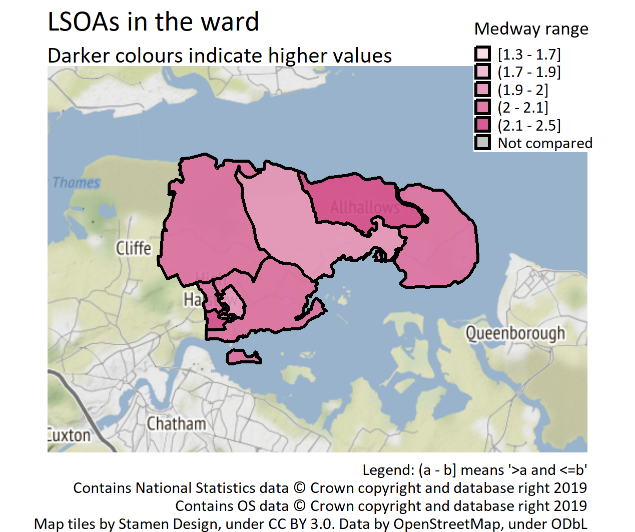 LSOAs in the ward
Darker colours indicate higher values
Medway range
[1.3 - 1.7]
(1.7 - 1.9]
(1.9 - 2]
(2 - 2.1]
(2.1 - 2.5]
Not compared
Thames
Allhallows
Cliffe
Queenborough
Chatham
Legend: (a - b] means '>a and <=b'
Contains National Statistics data © Crown copyright and database right 2019
Contains OS data © Crown copyright and database right 2019
Map tiles by Stamen Design, under CC BY 3.0. Data by OpenStreetMap, under ODbL